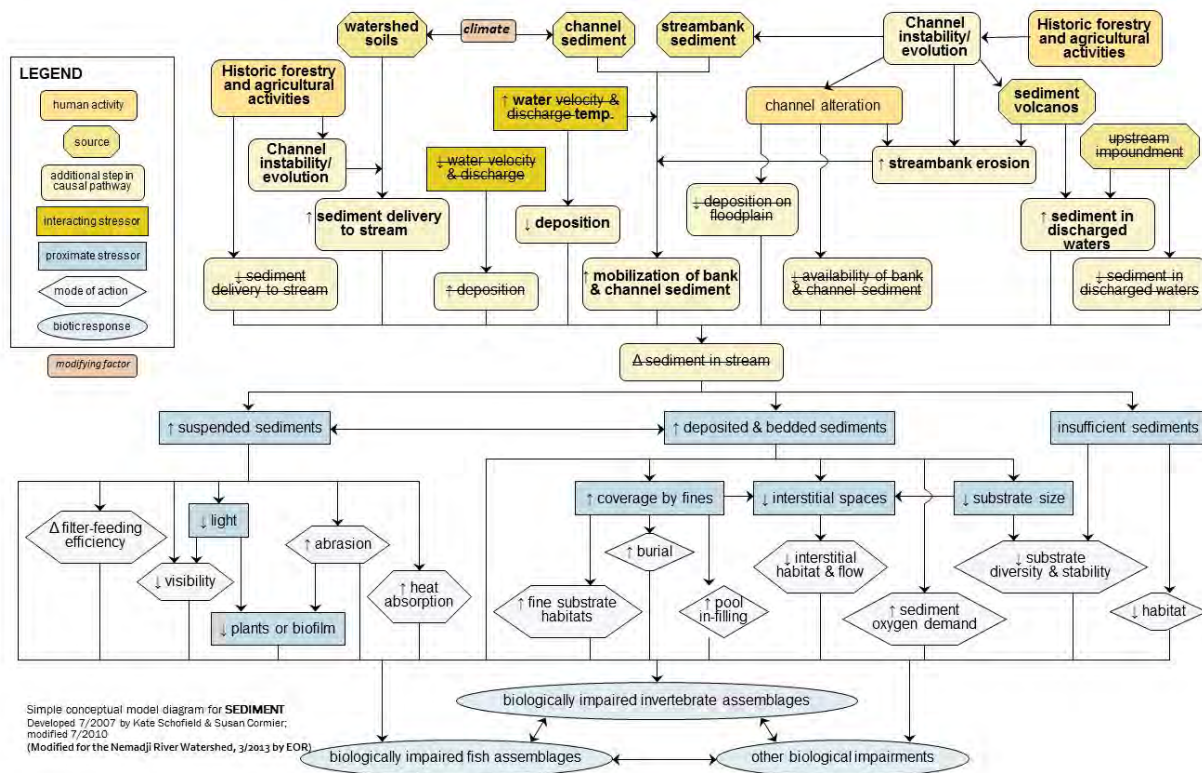 watershed
soils
climate
channel
sediment
streambank
sediment
Channel
instability/
evolution
Historic forestry
and agricultural
activities
LEGEND
human activity
source
additional step in
causal pathway
interacting stressor
proximate stressor
mode of action
biotic response
modifying factor
Historic forestry
and agricultural
activities
↑ water velocity &
discharge temp.
channel alteration
sediment
volcanos
upstream
impoundment
Channel
instability/
evolution
↓ water velocity
& discharge
↑ streambank erosion
↑ sediment delivery
to stream
↓ deposition
↓ deposition on
floodplain
↑ sediment in
discharged
waters
↓ sediment
delivery to stream
↑ deposition
↑ mobilization of bank
& channel sediment
↓ availability of bank
& channel sediment
↓ sediment in
discharged waters
Δ sediment in stream
↑ suspended sediments
↑ deposited & bedded sediments
insufficient sediments
↑ coverage by fines
↓ interstitial spaces
↓ substrate size
Δ filter-feeding
efficiency
↓ light
↑ abrasion
↓ visibility
↑ heat
absorption
↓ plants or biofilm
↑ burial
↑ fine substrate
habitats
↑ pool
in-filling
↓ interstitial
habitat & flow
↑ sediment
oxygen demand
↓ substrate
diversity & stability
↓ habitat
biologically impaired invertebrate assemblages
biologically impaired fish assemblages
other biological impairments
Simple conceptual model diagram for SEDIMENT
Developed 7/2007 by Kate Schofield & Susan Cormier;
modified 7/2010
(Modified for the Nemadji River Watershed, 3/2013 by EOR)